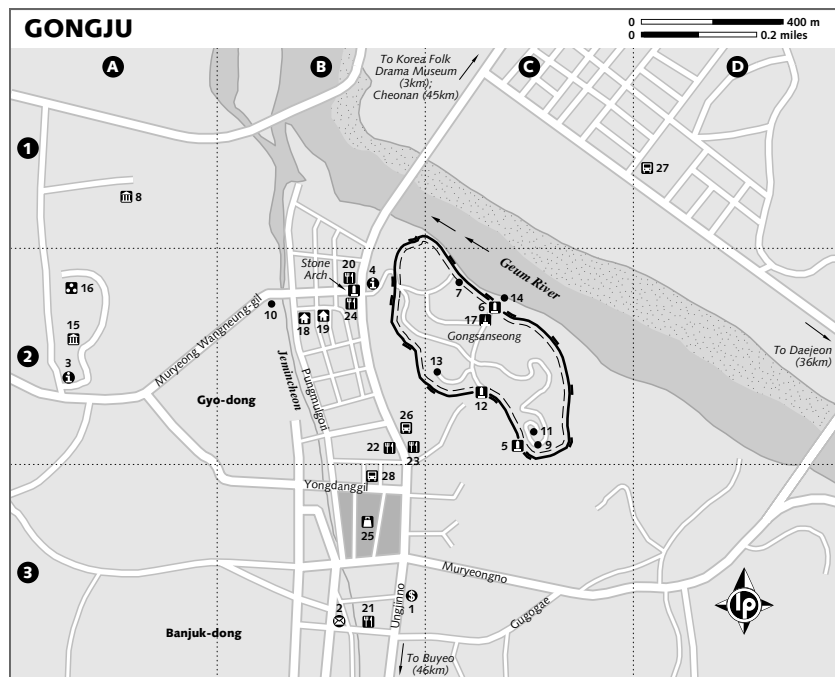 GONGJU
0 400 m
0 0.2 miles
A
B
C
D
To Korea Folk
Drama Museum
(3km);
Cheonan (45km)
1
27
8
Geum River
Stone
Arch
20
4
7
6
14
16
10
18
19
24
17
Gongsanseong
15
3
2
Muryeong Wangneung-gil
Jemincheon
Pungmulgori
13
To Daejeon
(36km)
Gyo-dong
12
26
11
22
23
5
9
28
Yongdanggil
25
3
Muryeongno
2
21
1
Ungjinno
Gugogae
Banjuk-dong
To Buyeo
(46km)
lp